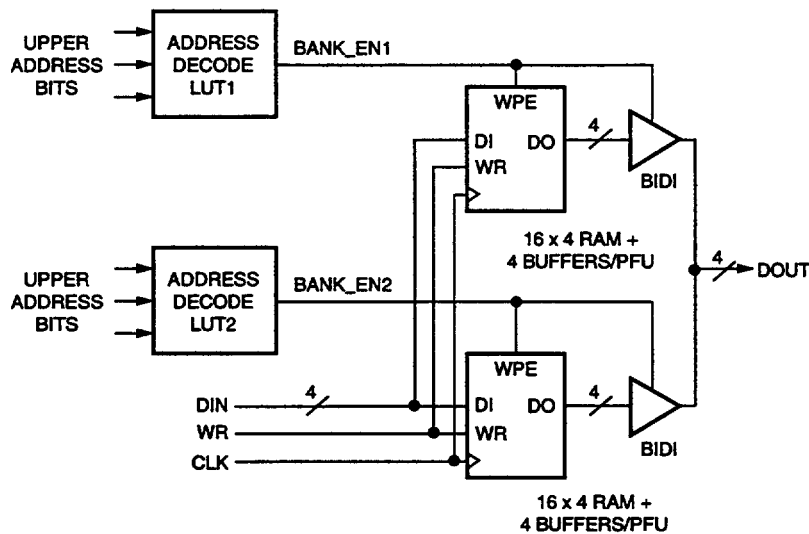 UPPER
ADDRESS
BITS
ADDRESS
DECODE
LUT1
BANK_EN1
WPE
DI
WR
DO
4
BIDI
16 x 4 RAM +
4 BUFFERS/PFU
4
DOUT
UPPER
ADDRESS
BITS
ADDRESS
DECODE
LUT2
BANK_EN2
WPE
DI
WR
DO
4
BIDI
DIN
4
WR
CLK
16 x 4 RAM +
4 BUFFERS/PFU